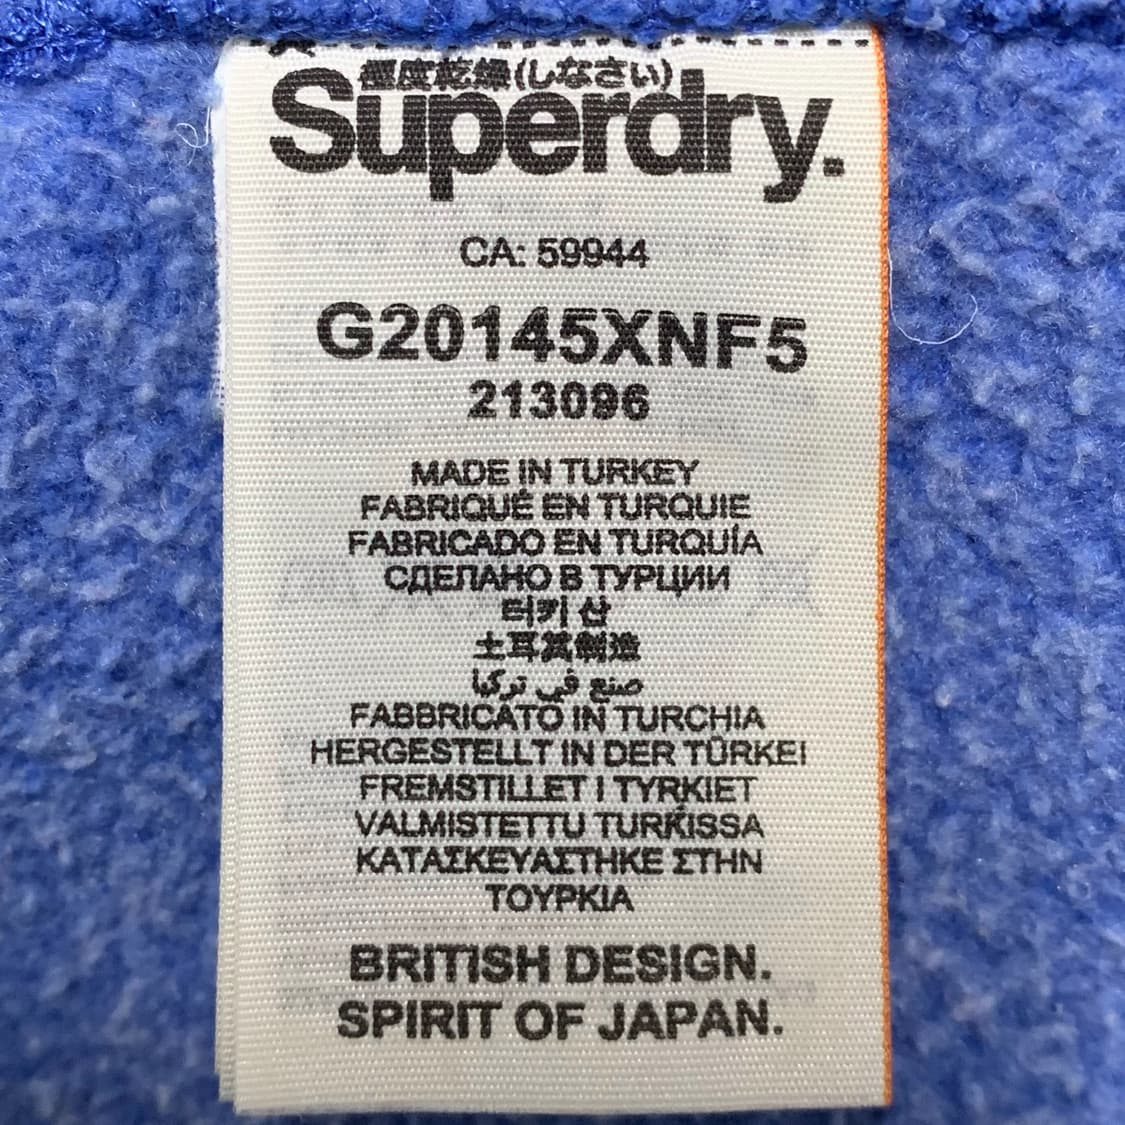 極度乾燥(しなさい)
Superdry.
CA: 59944
G20145XNF5
213096
MADE IN TURKEY
FABRIQUÉ EN TURQUIE
FABRICADO EN TURQUÍA
СДЕЛАНО В ТУРЦИИ
터키 산
土耳其制造
صنع في تركيا
FABBRICATO IN TURCHIA
HERGESTELLT IN DER TÜRKEI
FREMSTILLET I TYRKIET
VALMISTETTU TURKISSA
ΚΑΤΑΣΚΕΥΑΣΤΗΚΕ ΣΤΗΝ
ΤΟΥΡΚΙΑ
BRITISH DESIGN.
SPIRIT OF JAPAN.